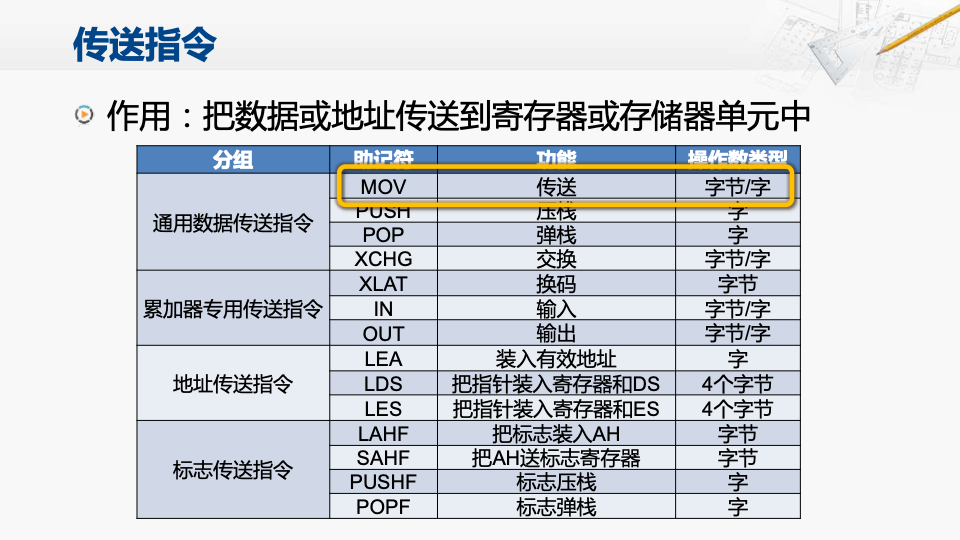 传送指令
作用：把数据或地址传送到寄存器或存储器单元中
分组 助记符 功能 操作数类型
通用数据传送指令 MOV 传送 字节/字
PUSH 压栈 字
POP 弹栈 字
XCHG 交换 字节/字
累加器专用传送指令 XLAT 换码 字节
IN 输入 字节/字
OUT 输出 字节/字
地址传送指令 LEA 装入有效地址 字
LDS 把指针装入寄存器和DS 4个字节
LES 把指针装入寄存器和ES 4个字节
标志传送指令 LAHF 把标志装入AH 字节
SAHF 把AH送标志寄存器 字节
PUSHF 标志压栈 字
POPF 标志弹栈 字